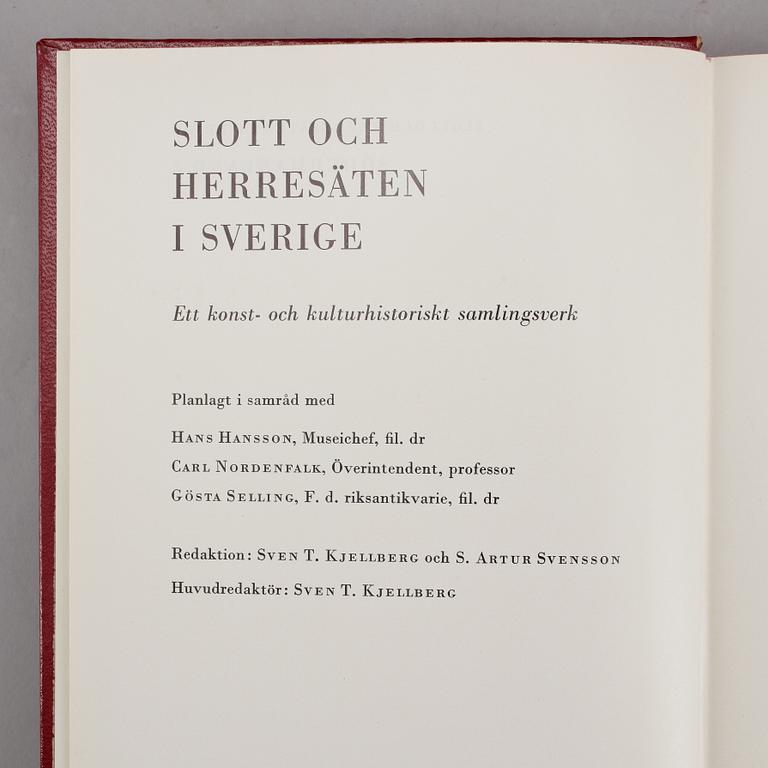 SLOTT OCH
HERRESÄTEN
I SVERIGE
Ett konst- och kulturhistoriskt samlingsverk
Planlagt i samråd med
HANS HANSSON, Museichef, fil. dr
CARL NORDENFALK, Överintendent, professor
GÖSTA SELLING, F. d. riksantikvarie, fil. dr
Redaktion: SVEN T. KJELLBERG och S. ARTUR SVENSSON
Huvudredaktör: SVEN T. KJELLBERG